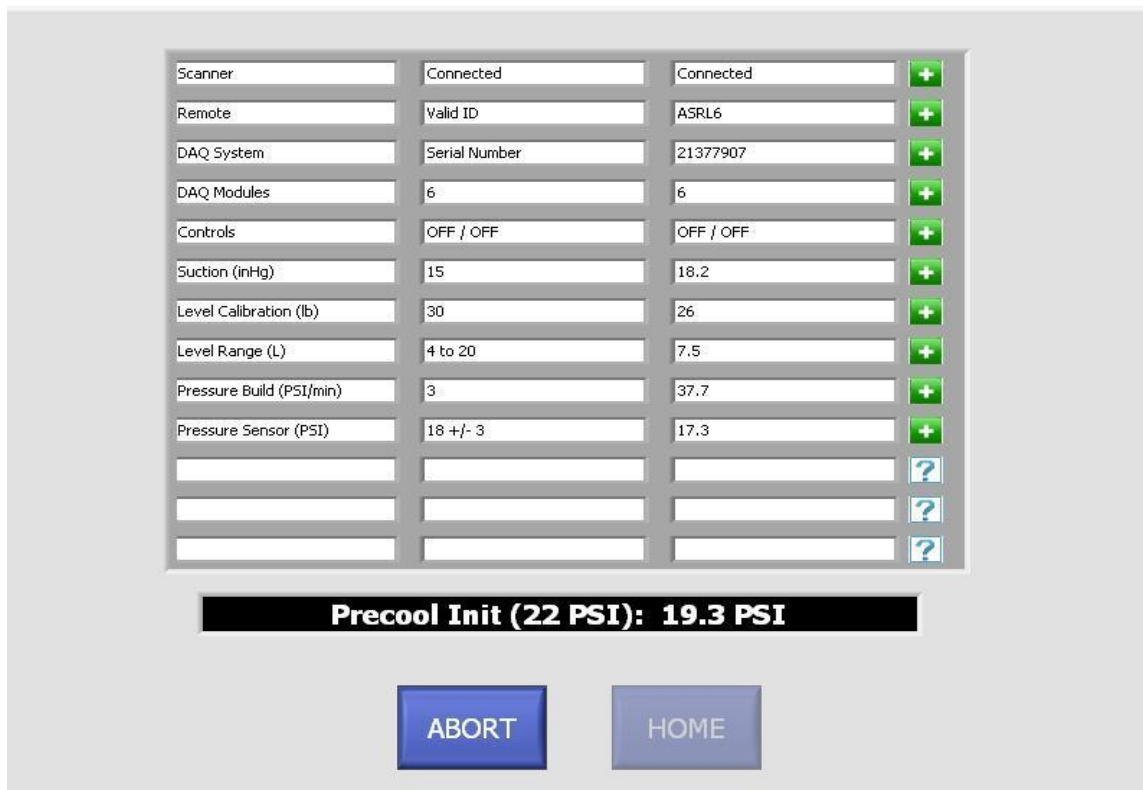 Scanner Connected Connected
Remote Valid ID ASRL6
DAQ System Serial Number 21377907
DAQ Modules 6 6
Controls OFF / OFF OFF / OFF
Suction (inHg) 15 18.2
Level Calibration (lb) 30 26
Level Range (L) 4 to 20 7.5
Pressure Build (PSI/min) 3 37.7
Pressure Sensor (PSI) 18 +/- 3 17.3
?
?
?
Precool Init (22 PSI): 19.3 PSI
ABORT HOME